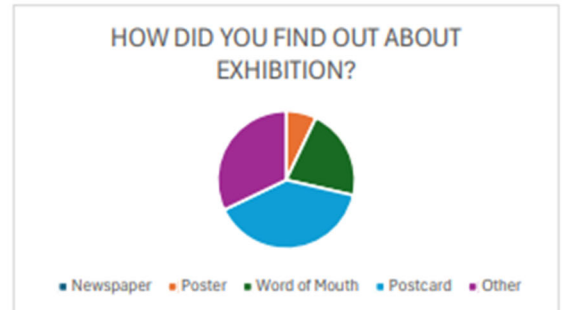 HOW DID YOU FIND OUT ABOUT
EXHIBITION?
Newspaper Poster Word of Mouth Postcard Other